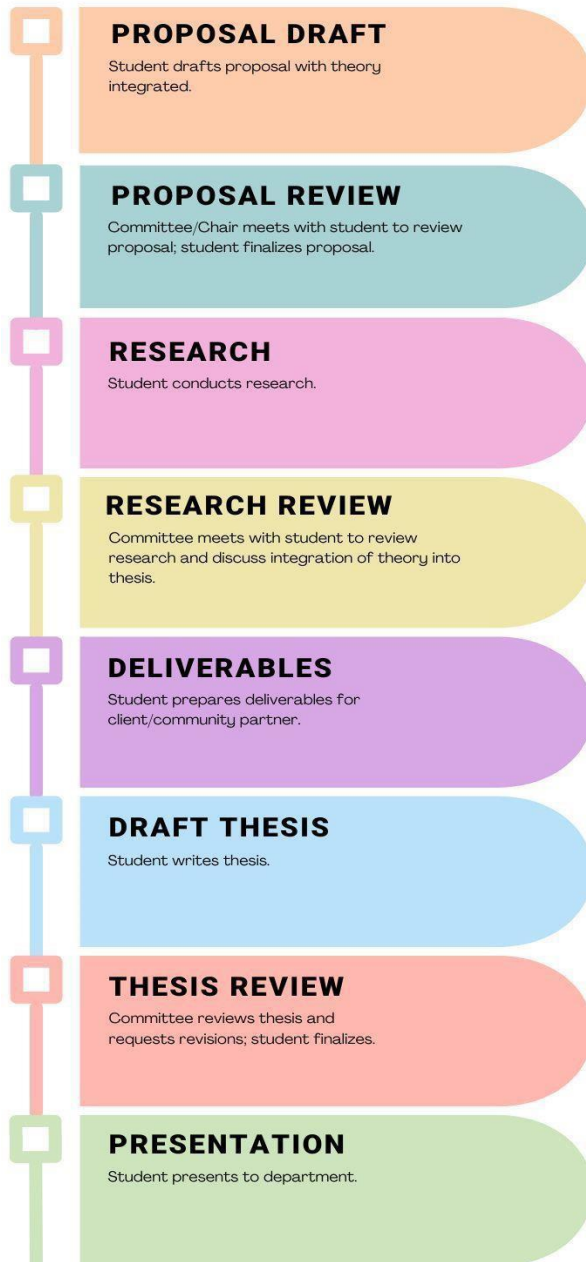 PROPOSAL DRAFT
Student drafts proposal with theory
integrated.
PROPOSAL REVIEW
Committee/Chair meets with student to review
proposal; student finalizes proposal.
RESEARCH
Student conducts research.
RESEARCH REVIEW
Committee meets with student to review
research and discuss integration of theory into
thesis.
DELIVERABLES
Student prepares deliverables for
client/community partner.
DRAFT THESIS
Student writes thesis.
THESIS REVIEW
Committee reviews thesis and
requests revisions; student finalizes.
PRESENTATION
Student presents to department.